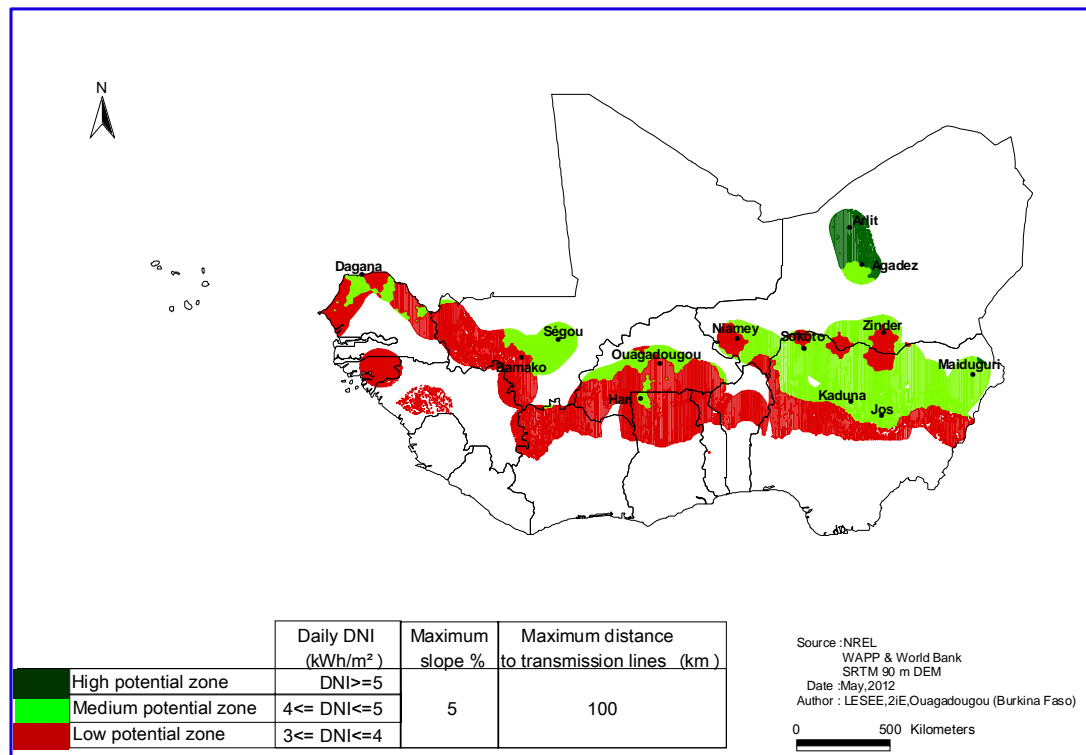 N
Arlit
Agadez
Dagana
Ségou
Niamey
Sokoto
Zinder
Ouagadougou
Bamako
Maiduguri
Han
Kaduna
Jos
Daily DNI
(kWh/m²)
Maximum
slope %
Maximum distance
to transmission lines (km)
High potential zone DNI>=5
Medium potential zone 4<= DNI<=5 5 100
Low potential zone 3<= DNI<=4
Source :NREL
WAPP & World Bank
SRTM 90 m DEM
Date :May,2012
Author : LESEE,2iE,Ouagadougou (Burkina Faso)
0 500 Kilometers